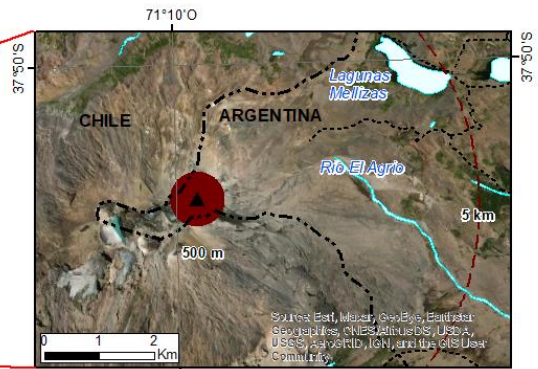 71°10'O
37°50'S
37°50'S
Lagunas
Mellizas
CHILE
ARGENTINA
Río El Agrio
5 km
500 m
Source: Esri, Maxar, GeoEye, Earthstar
Geographics, CNES/Airbus DS, USDA,
USGS, AeroGRID, IGN, and the GIS User
Community
0 1 2
Km